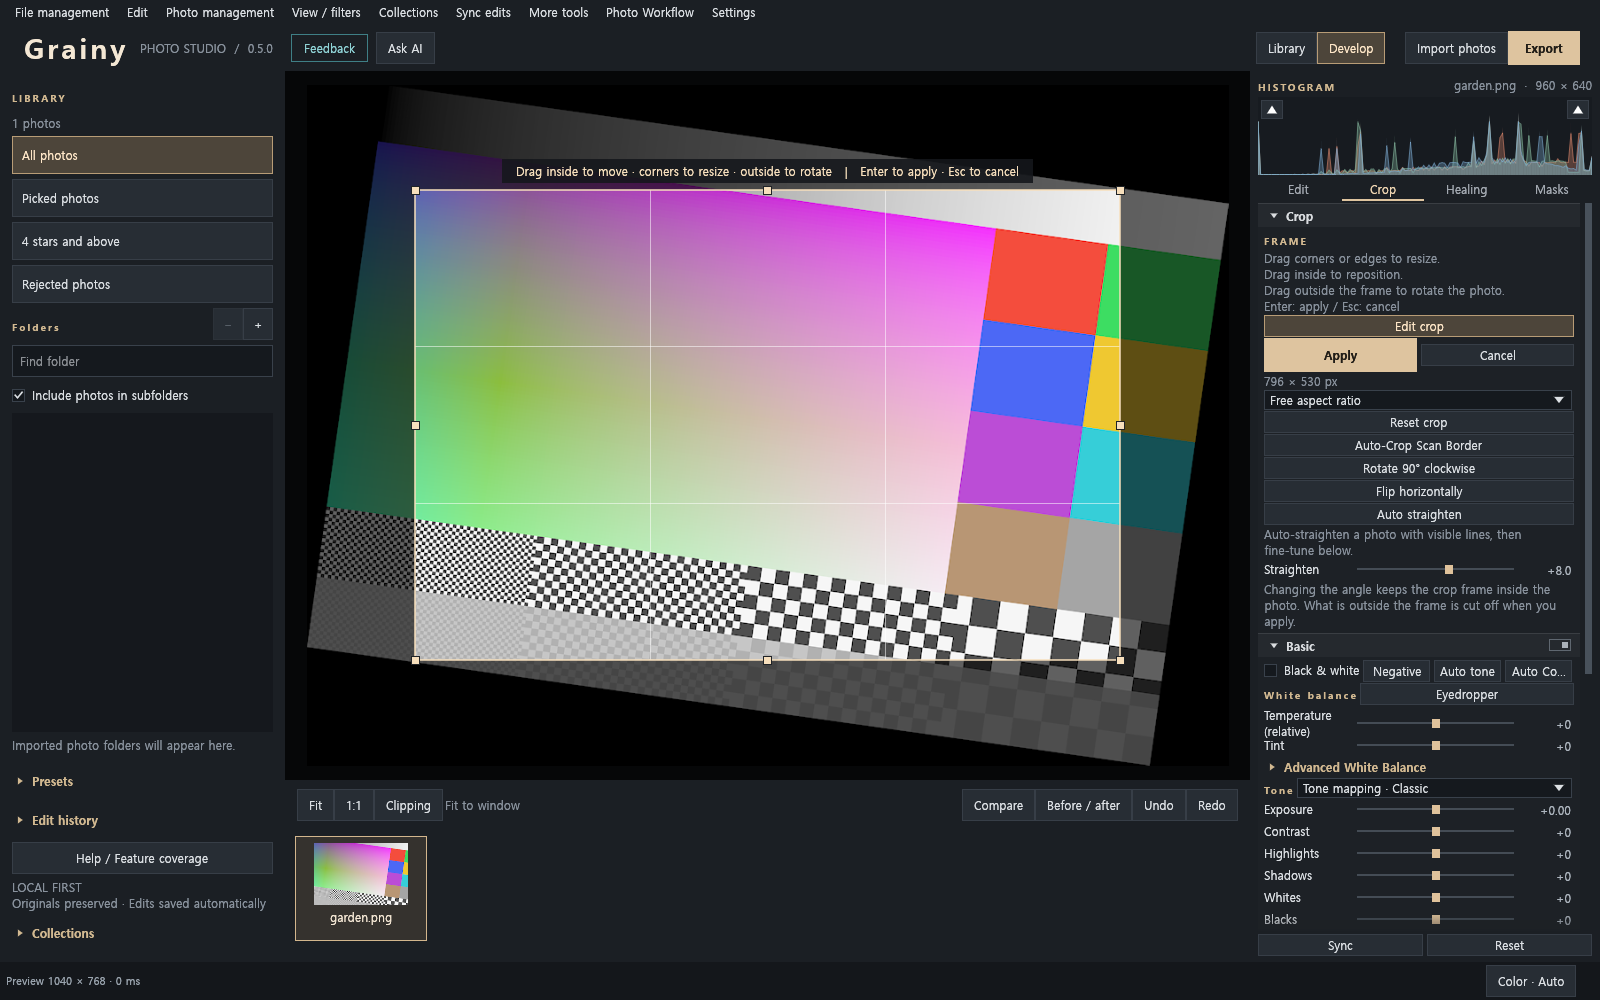 File management Edit Photo management View / filters Collections Sync edits More tools Photo Workflow Settings
Grainy PHOTO STUDIO / 0.5.0 Feedback Ask AI Library Develop Import photos Export
LIBRARY
1 photos
All photos
Picked photos
4 stars and above
Rejected photos
Folders − +
Find folder
Include photos in subfolders
Imported photo folders will appear here.
Presets
Edit history
Help / Feature coverage
LOCAL FIRST
Originals preserved · Edits saved automatically
Collections
Drag inside to move · corners to resize · outside to rotate | Enter to apply · Esc to cancel
Fit 1:1 Clipping Fit to window Compare Before / after Undo Redo
garden.png
HISTOGRAM garden.png · 960 × 640
Edit Crop Healing Masks
Crop
FRAME
Drag corners or edges to resize.
Drag inside to reposition.
Drag outside the frame to rotate the photo.
Enter: apply / Esc: cancel
Edit crop
Apply Cancel
796 × 530 px
Free aspect ratio
Reset crop
Auto-Crop Scan Border
Rotate 90° clockwise
Flip horizontally
Auto straighten
Auto-straighten a photo with visible lines, then
fine-tune below.
Straighten +8.0
Changing the angle keeps the crop frame inside the
photo. What is outside the frame is cut off when you
apply.
Basic
Black & white Negative Auto tone Auto Co...
White balance Eyedropper
Temperature
(relative) +0
Tint +0
Advanced White Balance
Tone Tone mapping · Classic
Exposure +0.00
Contrast +0
Highlights +0
Shadows +0
Whites +0
Blacks +0
Sync Reset
Preview 1040 × 768 · 0 ms Color · Auto